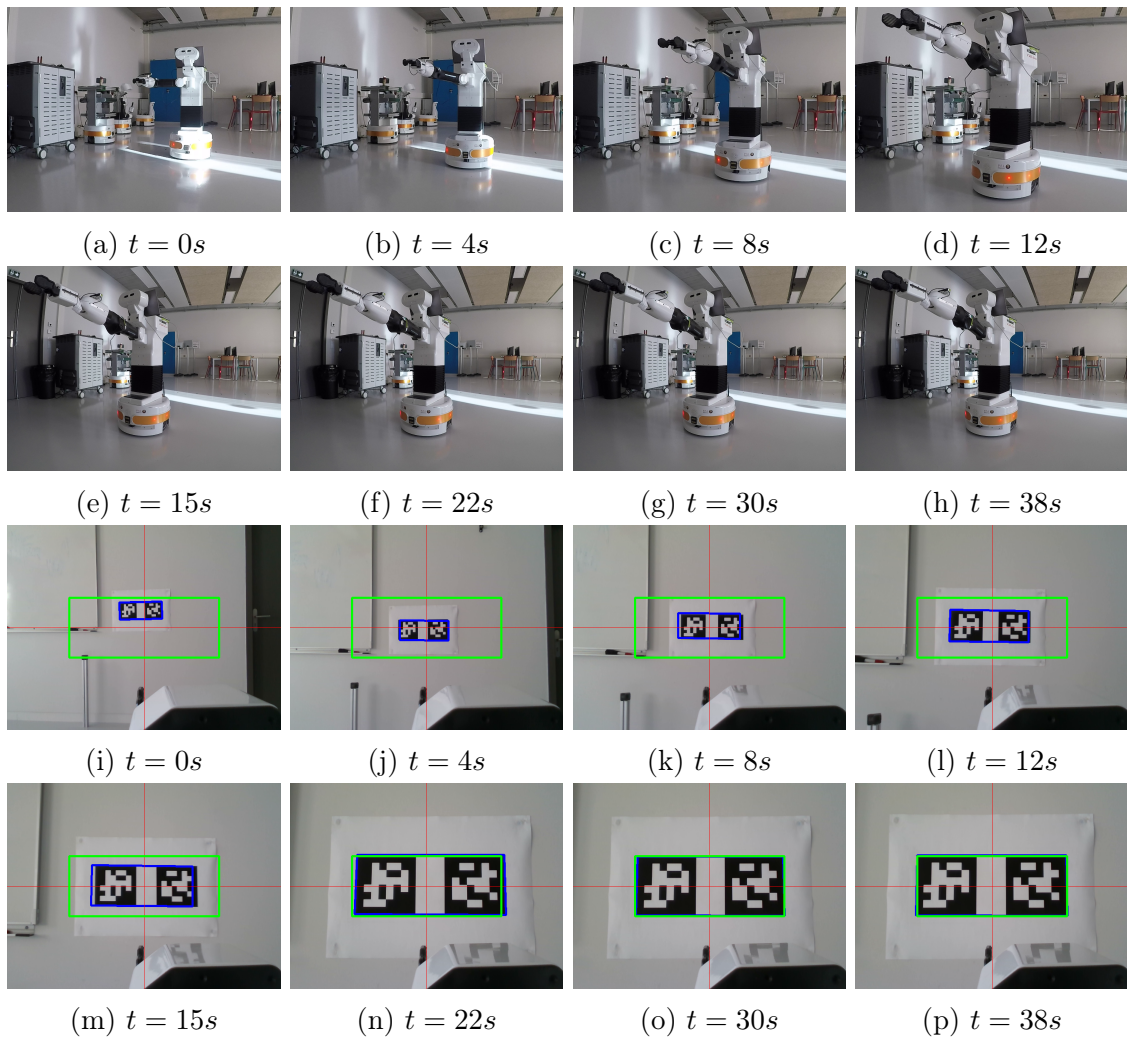 (a) t = 0s
(b) t = 4s
(c) t = 8s
(d) t = 12s
(e) t = 15s
(f) t = 22s
(g) t = 30s
(h) t = 38s
(i) t = 0s
(j) t = 4s
(k) t = 8s
(l) t = 12s
(m) t = 15s
(n) t = 22s
(o) t = 30s
(p) t = 38s